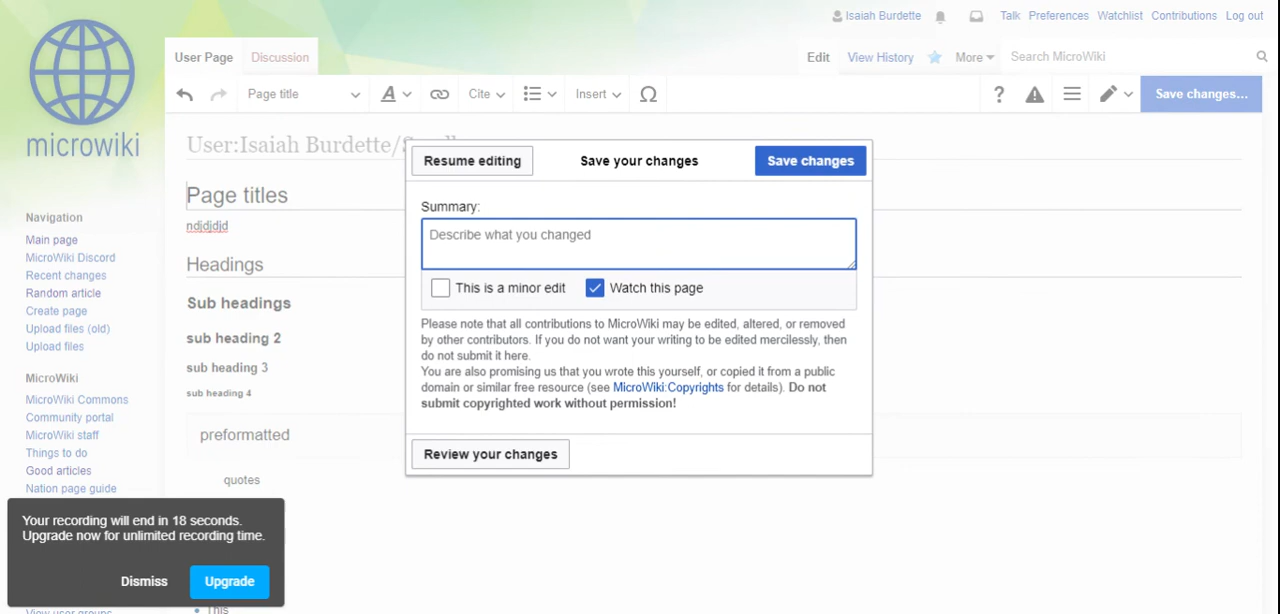 Isaiah Burdette Talk Preferences Watchlist Contributions Log out
microwiki
User Page Discussion Edit View History More Search MicroWiki
Page title A Cite Insert Ω ? Save changes...
User:Isaiah Burdette/
Page titles
ndjdjdjd
Headings
Sub headings
sub heading 2
sub heading 3
sub heading 4
preformatted
quotes
This
Navigation
Main page
MicroWiki Discord
Recent changes
Random article
Create page
Upload files (old)
Upload files
MicroWiki
MicroWiki Commons
Community portal
MicroWiki staff
Things to do
Good articles
Nation page guide
View user groups
Resume editing Save your changes Save changes
Summary:
Describe what you changed
This is a minor edit Watch this page
Please note that all contributions to MicroWiki may be edited, altered, or removed
by other contributors. If you do not want your writing to be edited mercilessly, then
do not submit it here.
You are also promising us that you wrote this yourself, or copied it from a public
domain or similar free resource (see MicroWiki:Copyrights for details). Do not
submit copyrighted work without permission!
Review your changes
Your recording will end in 18 seconds.
Upgrade now for unlimited recording time.
Dismiss Upgrade